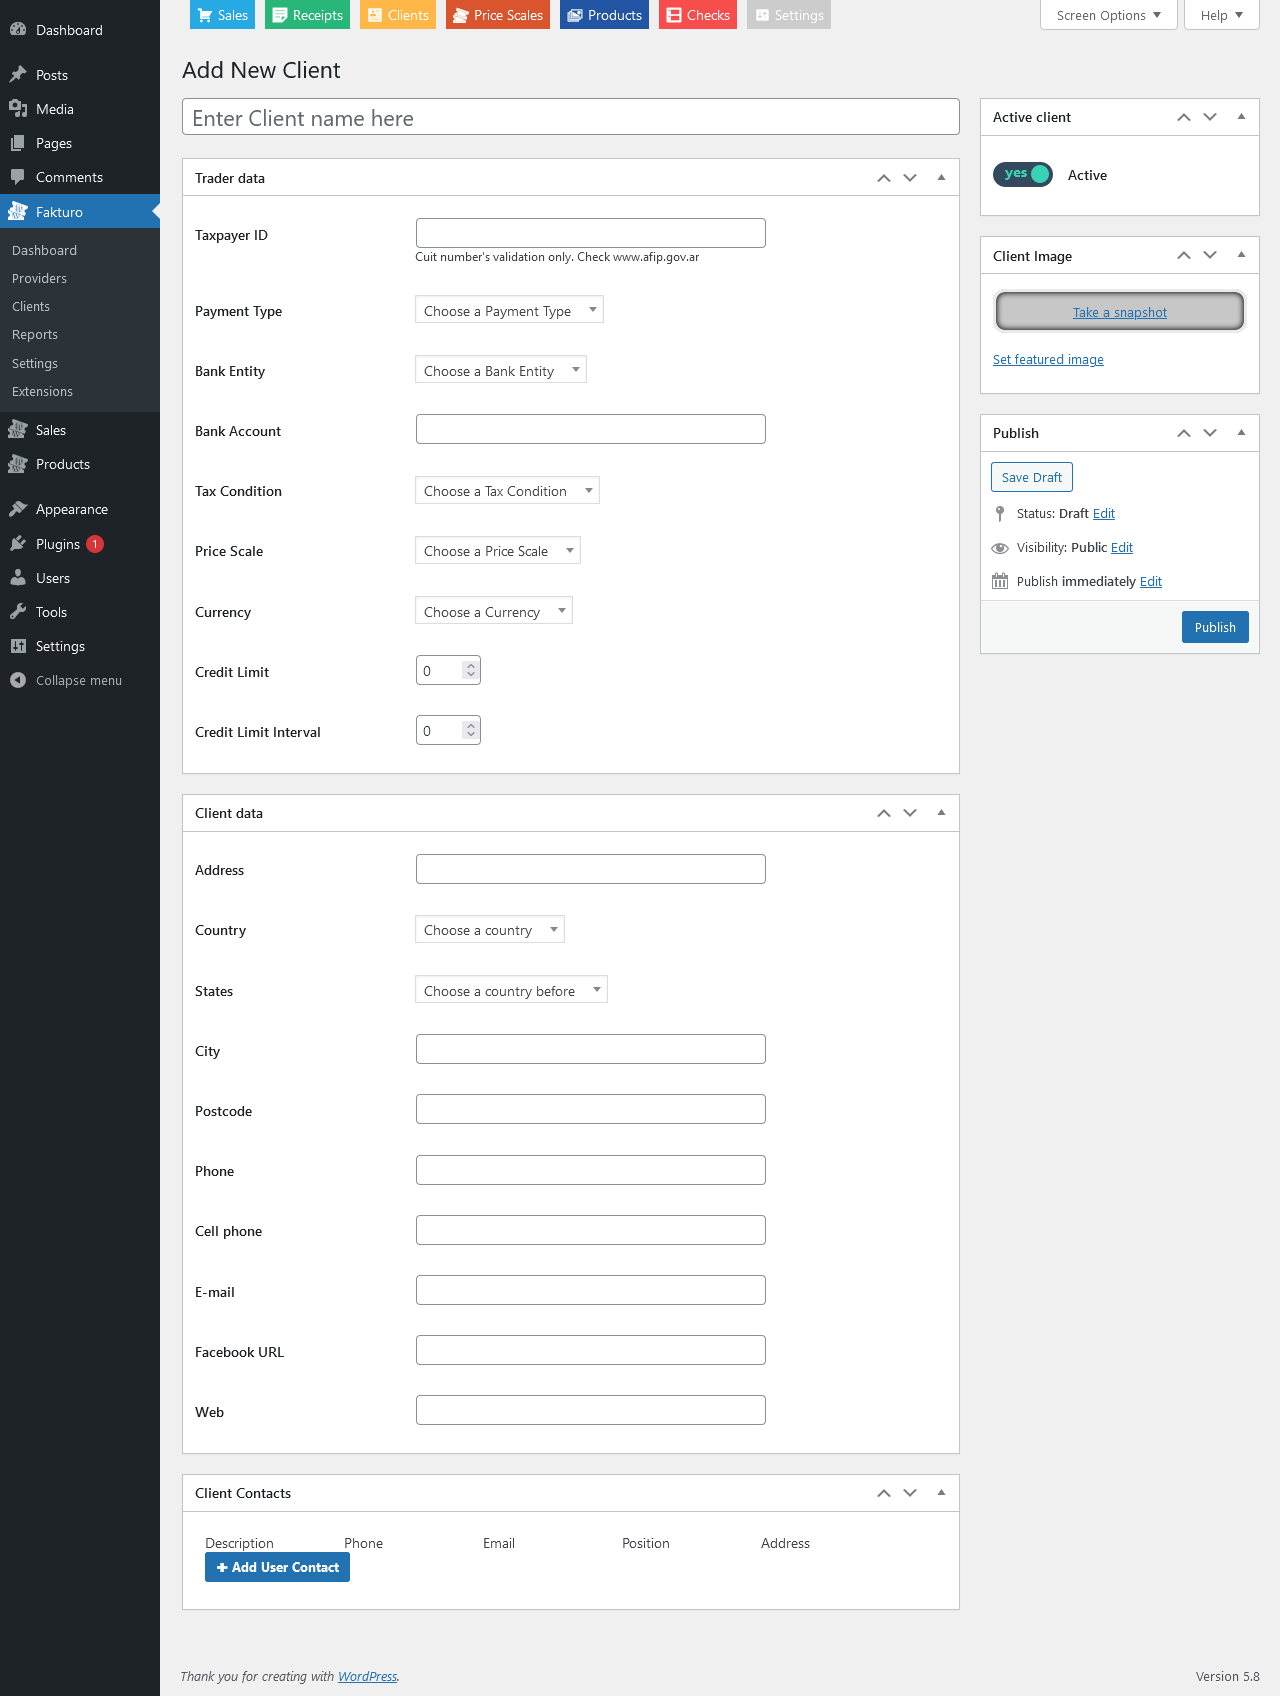 Dashboard
Posts
Media
Pages
Comments
Fakturo
Dashboard
Providers
Clients
Reports
Settings
Extensions
Sales
Products
Appearance
Plugins 1
Users
Tools
Settings
Collapse menu
Sales Receipts Clients Price Scales Products Checks Settings
Screen Options Help
Add New Client
Enter Client name here
Trader data
Taxpayer ID
Cuit number's validation only. Check www.afip.gov.ar
Payment Type Choose a Payment Type
Bank Entity Choose a Bank Entity
Bank Account
Tax Condition Choose a Tax Condition
Price Scale Choose a Price Scale
Currency Choose a Currency
Credit Limit 0
Credit Limit Interval 0
Client data
Address
Country Choose a country
States Choose a country before
City
Postcode
Phone
Cell phone
E-mail
Facebook URL
Web
Client Contacts
Description Phone Email Position Address
Add User Contact
Active client
yes Active
Client Image
Take a snapshot
Set featured image
Publish
Save Draft
Status: Draft Edit
Visibility: Public Edit
Publish immediately Edit
Publish
Thank you for creating with WordPress.
Version 5.8